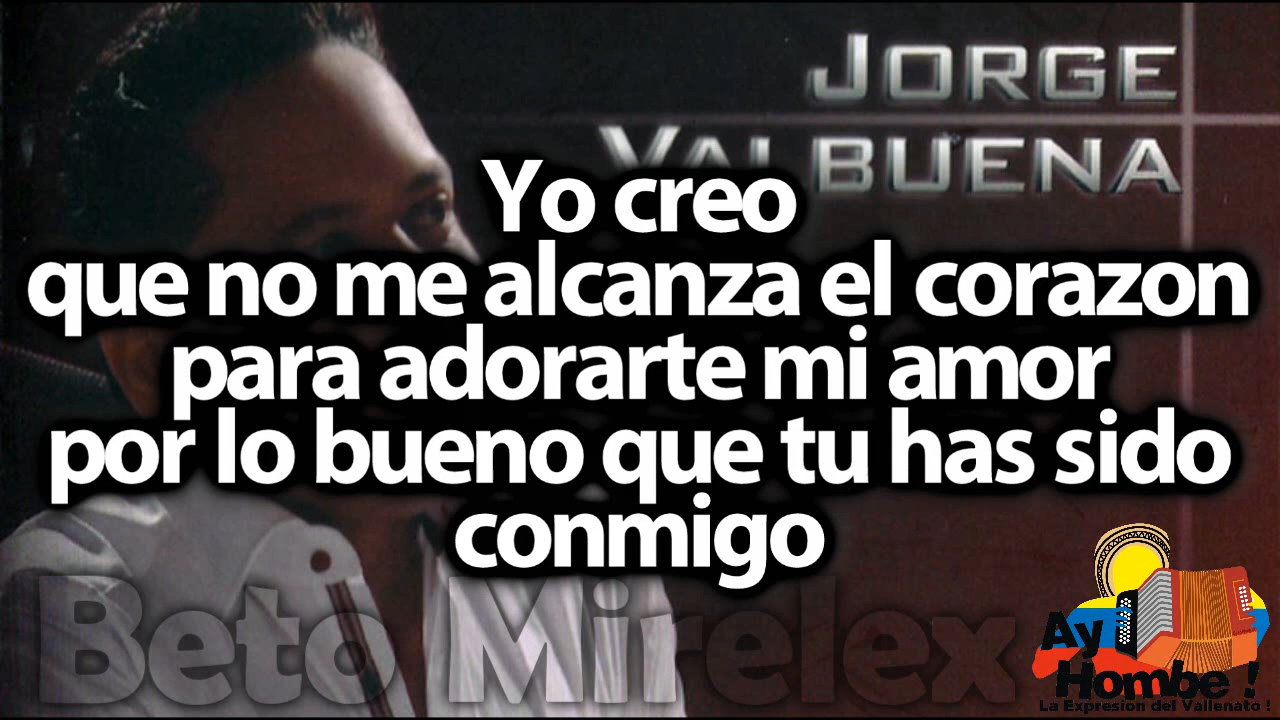 JORGE
VALBUENA
Yo creo
que no me alcanza el corazon
para adorarte mi amor
por lo bueno que tu has sido
conmigo
Beto Mirelex
Ay
Hombe !
La Expresion del Vallenato !